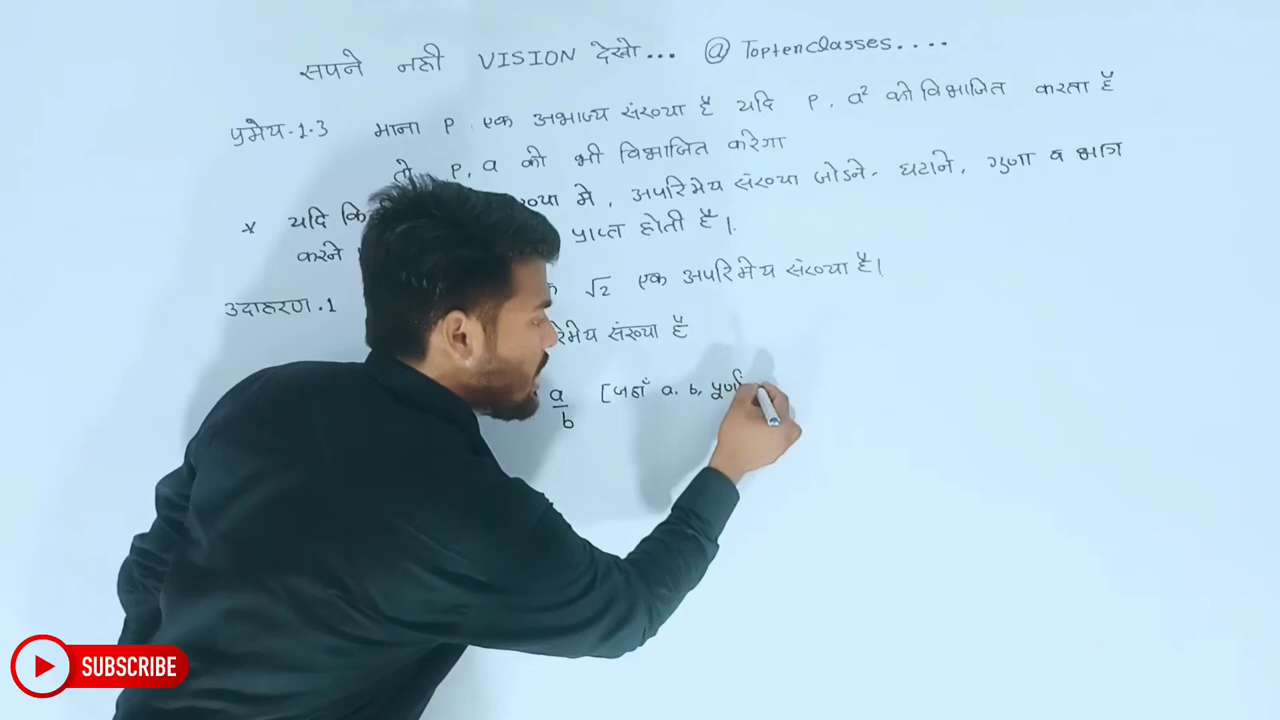 सपने नही VISION देखो... @ Toptenclasses....
प्रमेय-1.3 माना P. एक अभाज्य संख्या है यदि P, a² को विभाजित करता है
तो P, a को भी विभाजित करेगा
* यदि मे, अपरिमेय संख्या जोडने, घटाने, गुणा व भाग
करने प्राप्त होती है।
उदाहरण.1 √2 एक अपरिमेय संख्या है।
संख्या है
a/b [जहाँ a, b,
SUBSCRIBE